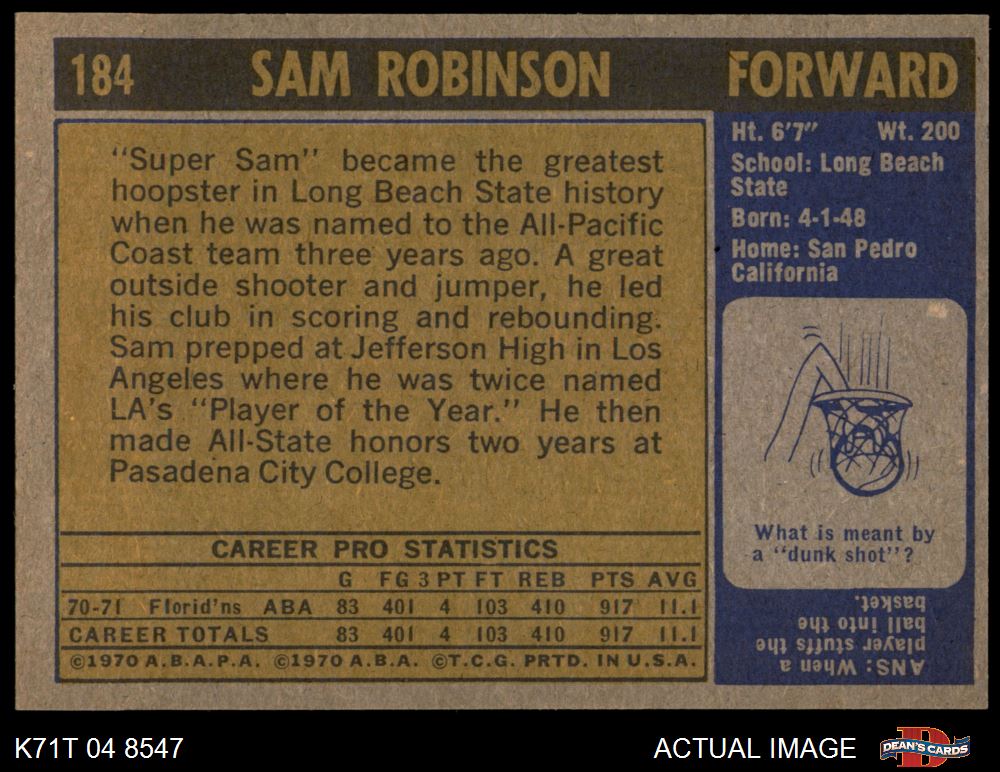 184 SAM ROBINSON FORWARD
"Super Sam" became the greatest
hoopster in Long Beach State history
when he was named to the All-Pacific
Coast team three years ago. A great
outside shooter and jumper, he led
his club in scoring and rebounding.
Sam prepped at Jefferson High in Los
Angeles where he was twice named
LA's "Player of the Year." He then
made All-State honors two years at
Pasadena City College.
CAREER PRO STATISTICS
G FG 3 PT FT REB PTS AVG
70-71 Florid'ns ABA 83 401 4 103 410 917 11.1
CAREER TOTALS 83 401 4 103 410 917 11.1
©1970 A.B.A.P.A. ©1970 A.B.A. ©T.C.G. PRTD. IN U.S.A.
Ht. 6'7" Wt. 200
School: Long Beach
State
Born: 4-1-48
Home: San Pedro
California
What is meant by
a "dunk shot"?
ANS: When a
player stuffs the
ball into the
basket.
K71T 04 8547
ACTUAL IMAGE
D
DEAN'S CARDS